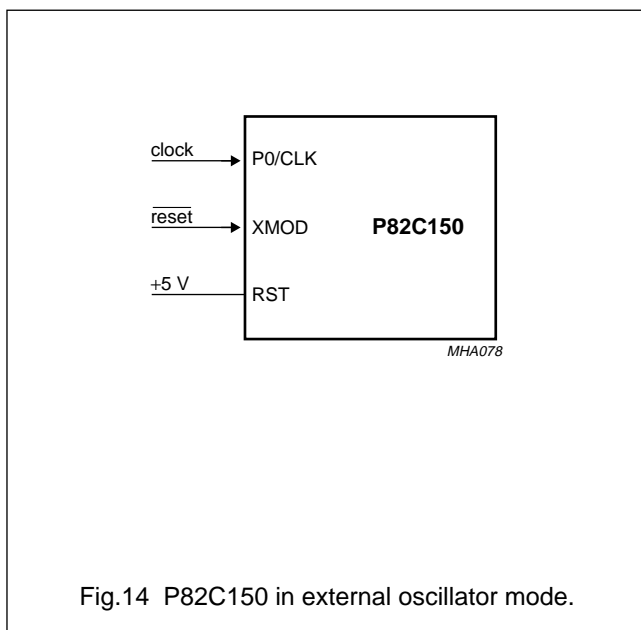 clock
P0/CLK
reset
XMOD
P82C150
+5 V
RST
MHA078
Fig.14 P82C150 in external oscillator mode.